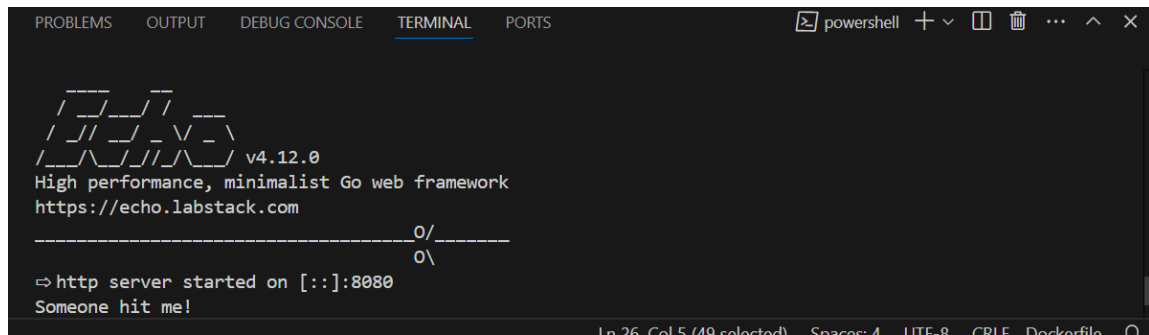 PROBLEMS OUTPUT DEBUG CONSOLE TERMINAL PORTS powershell
   ____    __
  / __/___/ /  ___
 / _// __/ _ \/ _ \
/___/\__/_//_/\___/ v4.12.0
High performance, minimalist Go web framework
https://echo.labstack.com
____________________________________O/_______
                                    O\
⇨ http server started on [::]:8080
Someone hit me!
Ln 26, Col 5 (49 selected) Spaces: 4 UTF-8 CRLF Dockerfile